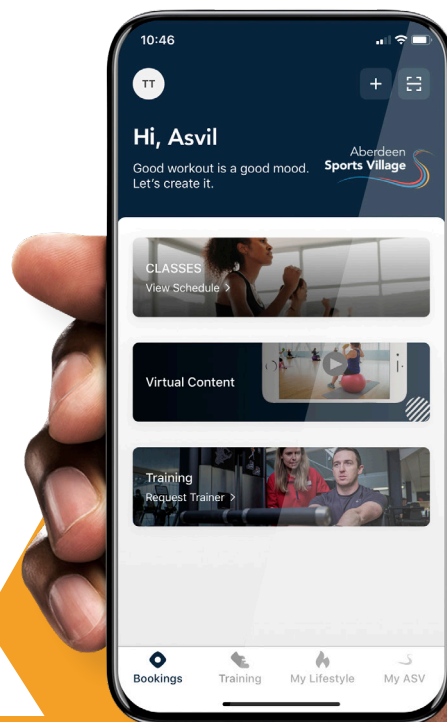 10:46
TT
+
Hi, Asvil
Good workout is a good mood.
Let's create it.
Aberdeen
Sports Village
CLASSES
View Schedule >
Virtual Content
Training
Request Trainer >
Bookings
Training
My Lifestyle
My ASV